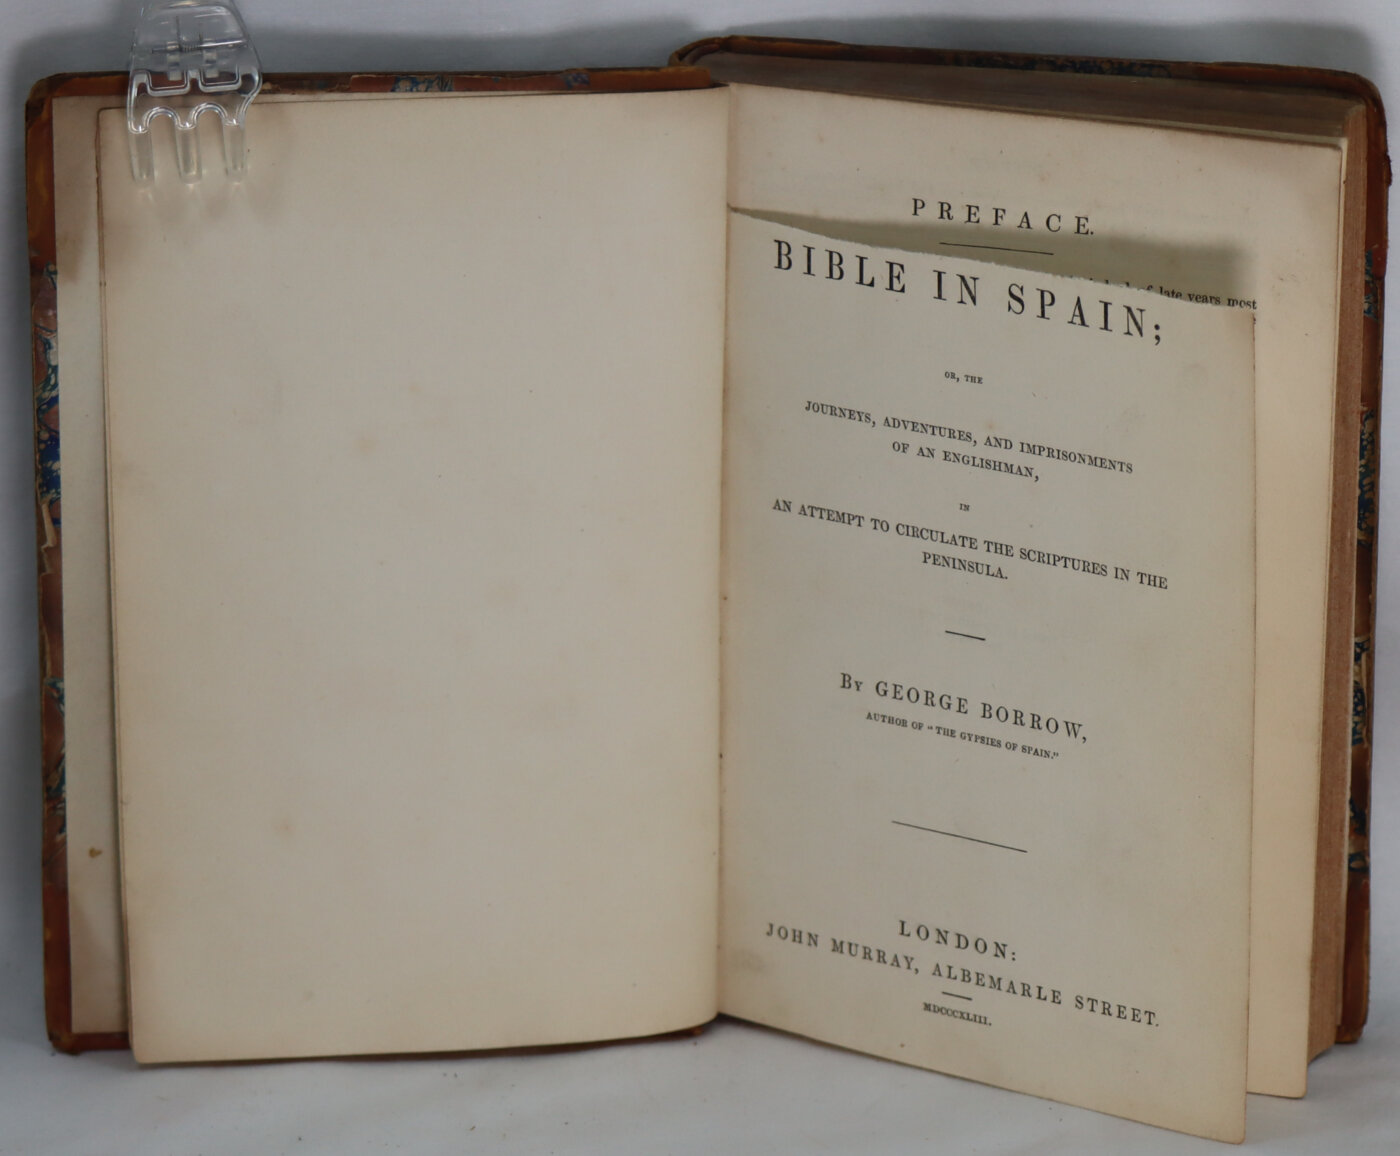 PREFACE.
of late years most
BIBLE IN SPAIN;
OR, THE
JOURNEYS, ADVENTURES, AND IMPRISONMENTS
OF AN ENGLISHMAN,
IN
AN ATTEMPT TO CIRCULATE THE SCRIPTURES IN THE
PENINSULA.
By GEORGE BORROW,
AUTHOR OF "THE GYPSIES OF SPAIN."
LONDON:
JOHN MURRAY, ALBEMARLE STREET.
MDCCCXLIII.